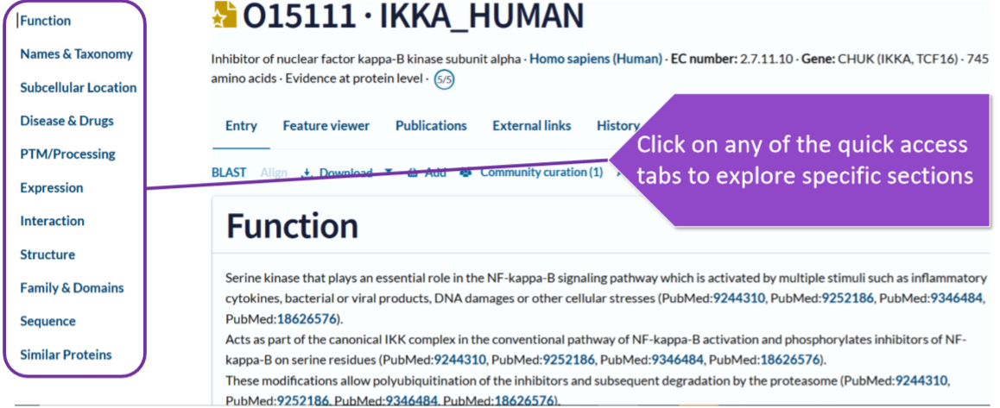 Function
Names & Taxonomy
Subcellular Location
Disease & Drugs
PTM/Processing
Expression
Interaction
Structure
Family & Domains
Sequence
Similar Proteins
O15111 · IKKA_HUMAN
Inhibitor of nuclear factor kappa-B kinase subunit alpha · Homo sapiens (Human) · EC number: 2.7.11.10 · Gene: CHUK (IKKA, TCF16) · 745
amino acids · Evidence at protein level · 5/5
Entry Feature viewer Publications External links History
BLAST Align Download Add Community curation (1)
Click on any of the quick access
tabs to explore specific sections
Function
Serine kinase that plays an essential role in the NF-kappa-B signaling pathway which is activated by multiple stimuli such as inflammatory
cytokines, bacterial or viral products, DNA damages or other cellular stresses (PubMed:9244310, PubMed:9252186, PubMed:9346484,
PubMed:18626576).
Acts as part of the canonical IKK complex in the conventional pathway of NF-kappa-B activation and phosphorylates inhibitors of NF-
kappa-B on serine residues (PubMed:9244310, PubMed:9252186, PubMed:9346484, PubMed:18626576).
These modifications allow polyubiquitination of the inhibitors and subsequent degradation by the proteasome (PubMed:9244310,
PubMed:9252186, PubMed:9346484, PubMed:18626576).